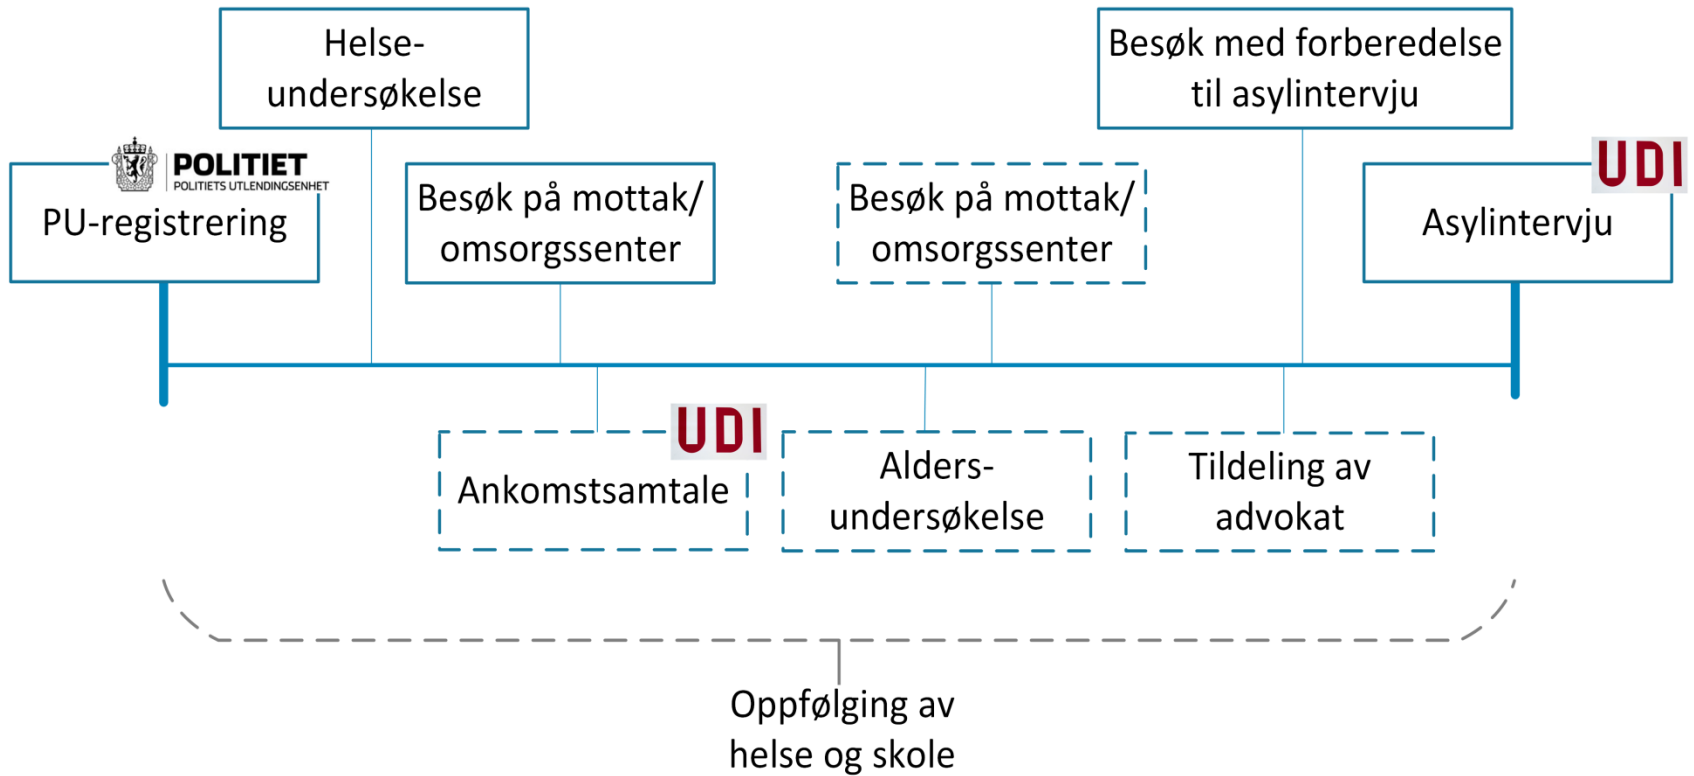 Helse-
undersøkelse
Besøk med forberedelse
til asylintervju
POLITIET
POLITIETS UTLENDINGSENHET
PU-registrering
Besøk på mottak/
omsorgssenter
Besøk på mottak/
omsorgssenter
UDI
Asylintervju
UDI
Ankomstsamtale
Alders-
undersøkelse
Tildeling av
advokat
Oppfølging av
helse og skole